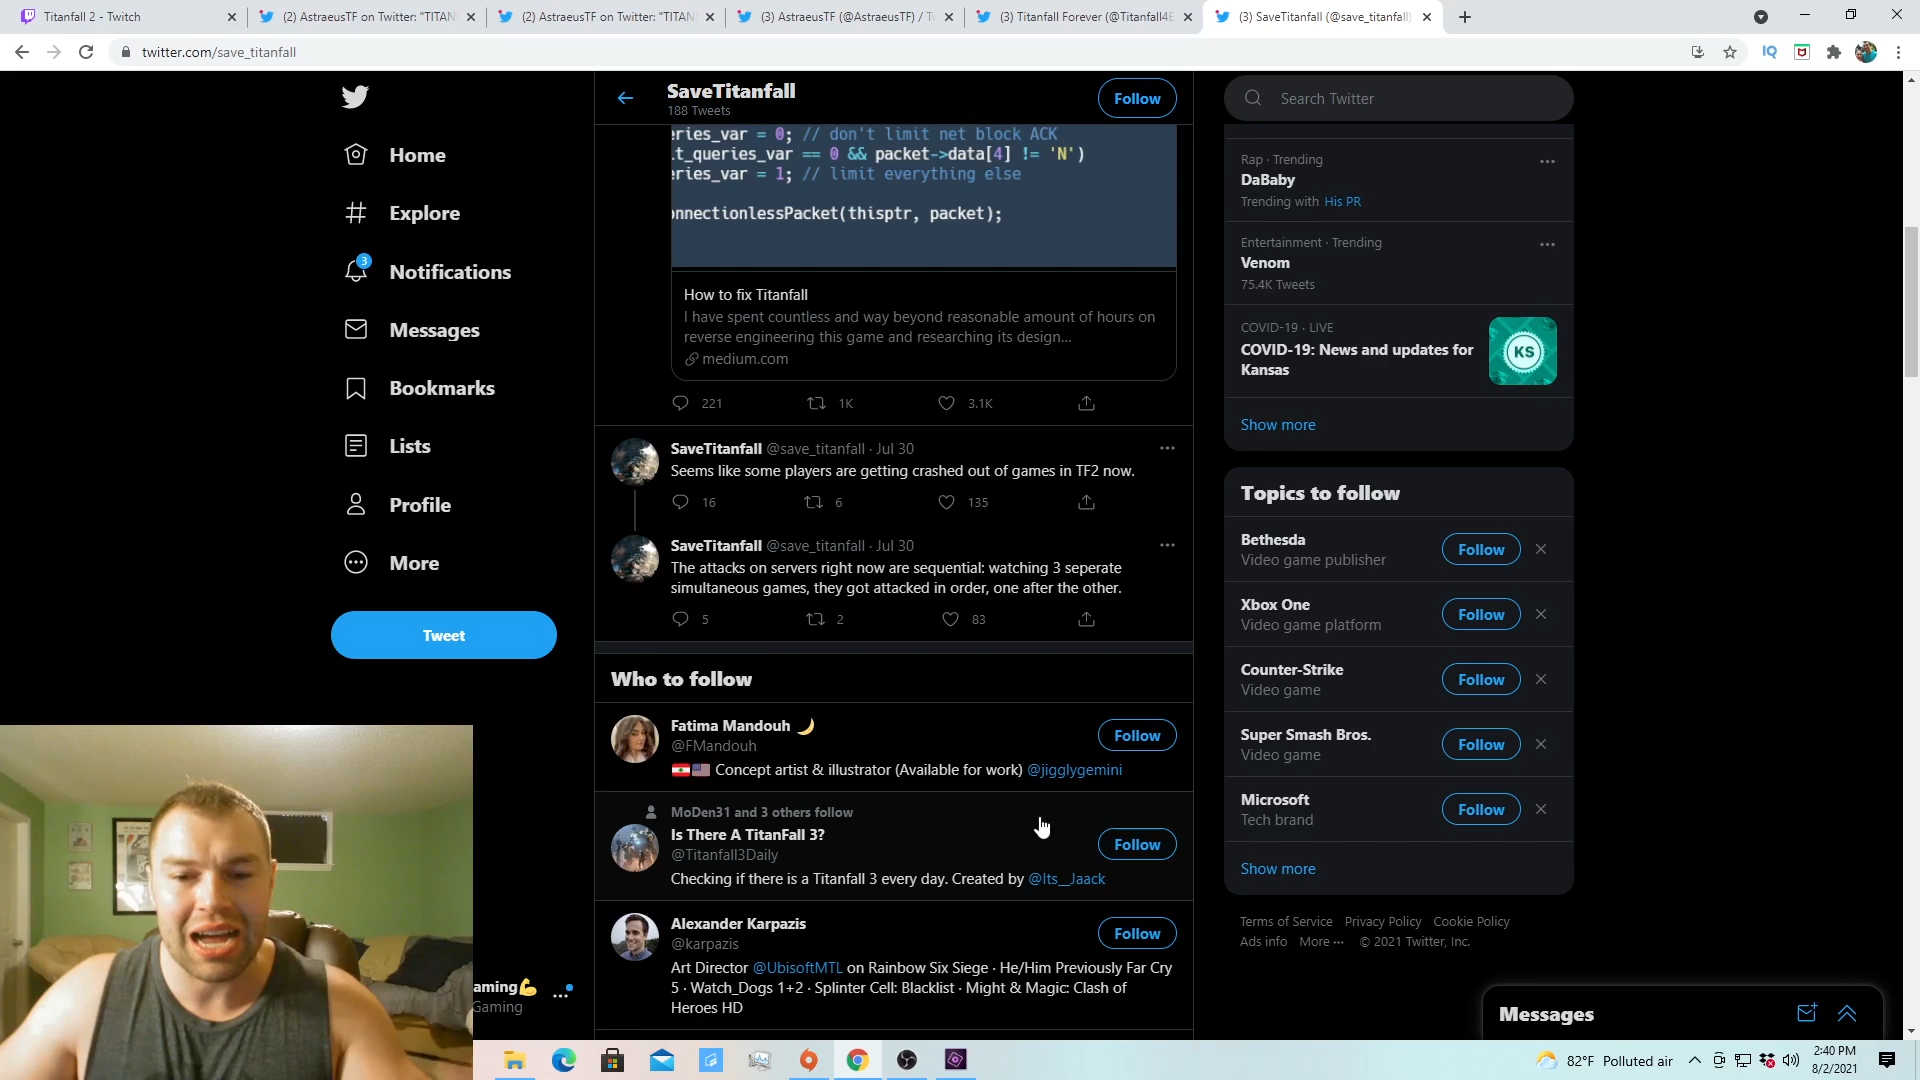 Titanfall 2 - Twitch
(2) AstraeusTF on Twitter: "TITAN
(2) AstraeusTF on Twitter: "TITAN
(3) AstraeusTF (@AstraeusTF) / Tw
(3) Titanfall Forever (@Titanfall4E
(3) SaveTitanfall (@save_titanfall)
twitter.com/save_titanfall
IQ
Home
Explore
3
Notifications
Messages
Bookmarks
Lists
Profile
More
Tweet
SaveTitanfall
188 Tweets
Follow
eries_var = 0; // don't limit net block ACK
it_queries_var == 0 && packet->data[4] != 'N')
eries_var = 1; // limit everything else
onnectionlessPacket(thisptr, packet);
How to fix Titanfall
I have spent countless and way beyond reasonable amount of hours on
reverse engineering this game and researching its design...
medium.com
221 1K 3.1K
SaveTitanfall @save_titanfall · Jul 30
Seems like some players are getting crashed out of games in TF2 now.
16 6 135
SaveTitanfall @save_titanfall · Jul 30
The attacks on servers right now are sequential: watching 3 seperate
simultaneous games, they got attacked in order, one after the other.
5 2 83
Who to follow
Fatima Mandouh 🌙
@FMandouh
Follow
🇱🇧🇺🇸 Concept artist & illustrator (Available for work) @jigglygemini
MoDen31 and 3 others follow
Is There A TitanFall 3?
@Titanfall3Daily
Follow
Checking if there is a Titanfall 3 every day. Created by @Its__Jaack
Alexander Karpazis
@karpazis
Follow
Art Director @UbisoftMTL on Rainbow Six Siege · He/Him Previously Far Cry
5 · Watch_Dogs 1+2 · Splinter Cell: Blacklist · Might & Magic: Clash of
Heroes HD
Search Twitter
Rap · Trending
DaBaby
Trending with His PR
Entertainment · Trending
Venom
75.4K Tweets
COVID-19 · LIVE
COVID-19: News and updates for
Kansas
KS
Show more
Topics to follow
Bethesda
Video game publisher
Follow
Xbox One
Video game platform
Follow
Counter-Strike
Video game
Follow
Super Smash Bros.
Video game
Follow
Microsoft
Tech brand
Follow
Show more
Terms of Service Privacy Policy Cookie Policy
Ads info More ··· © 2021 Twitter, Inc.
Messages
aming💪
Gaming
82°F Polluted air
2:40 PM
8/2/2021